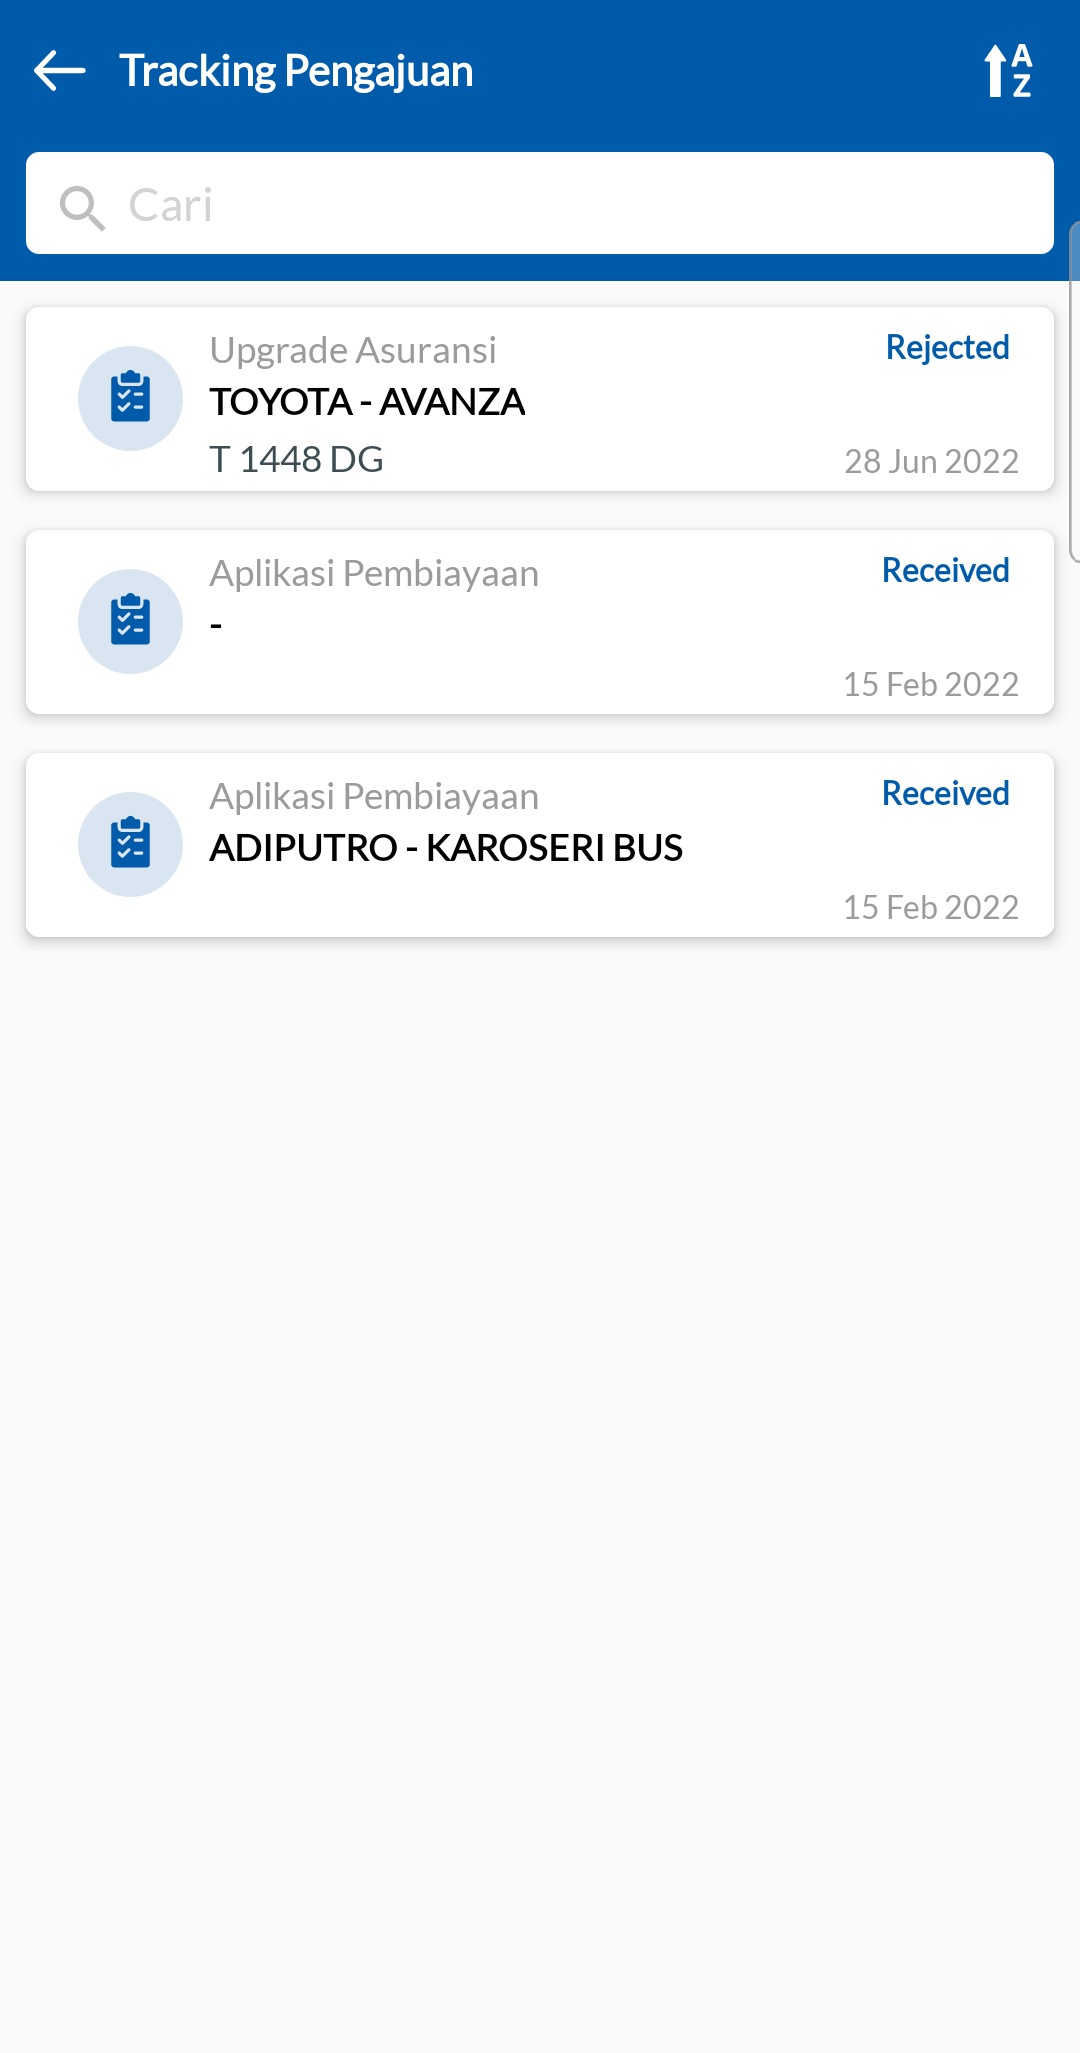 Tracking Pengajuan
A
Z
Cari
Upgrade Asuransi
Rejected
TOYOTA - AVANZA
T 1448 DG
28 Jun 2022
Aplikasi Pembiayaan
Received
-
15 Feb 2022
Aplikasi Pembiayaan
Received
ADIPUTRO - KAROSERI BUS
15 Feb 2022